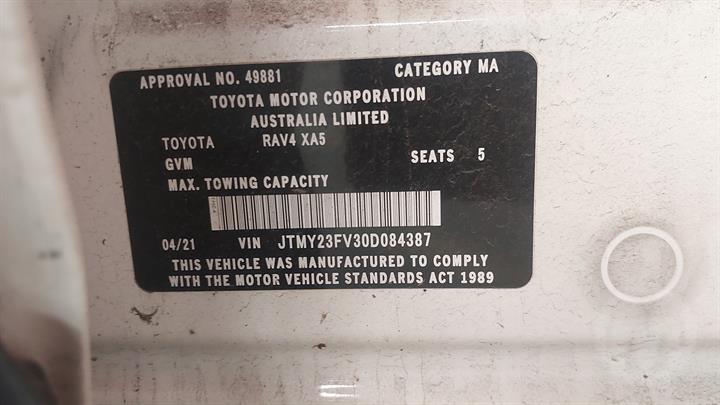 APPROVAL NO. 49881 CATEGORY MA
TOYOTA MOTOR CORPORATION
AUSTRALIA LIMITED
TOYOTA RAV4 XA5
GVM SEATS 5
MAX. TOWING CAPACITY
04/21 VIN JTMY23FV30D084387
THIS VEHICLE WAS MANUFACTURED TO COMPLY
WITH THE MOTOR VEHICLE STANDARDS ACT 1989